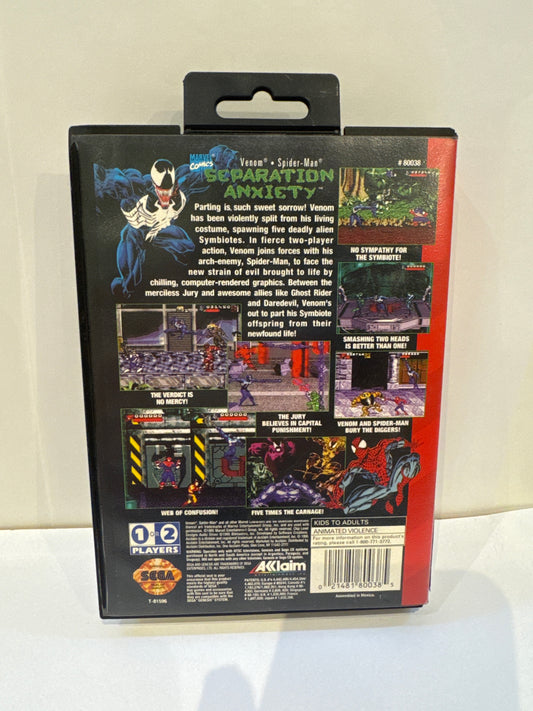 MARVEL
COMICS
Venom • Spider-Man
# 80038
SEPARATION
ANXIETY
Parting is, such sweet sorrow! Venom
has been violently split from his living
costume, spawning five deadly alien
Symbiotes. In fierce two-player
action, Venom joins forces with his
arch-enemy, Spider-Man, to face the
new strain of evil brought to life by
chilling, computer-rendered graphics. Between the
merciless Jury and awesome allies like Ghost Rider
and Daredevil, Venom's
out to part his Symbiote
offspring from their
newfound life!
NO SYMPATHY FOR
THE SYMBIOTE!
SMASHING TWO HEADS
IS BETTER THAN ONE!
THE VERDICT IS
NO MERCY!
THE JURY
BELIEVES IN CAPITAL
PUNISHMENT!
VENOM AND SPIDER-MAN
BURY THE DIGGERS!
WEB OF CONFUSION!
FIVE TIMES THE CARNAGE!
1 OR 2
PLAYERS
KIDS TO ADULTS
ANIMATED VIOLENCE
For more information on this product's
rating, please call 1-800-771-3772.
SEGA
T-81596
AKlaim
0 21481 80038 5
Assembled in Mexico.